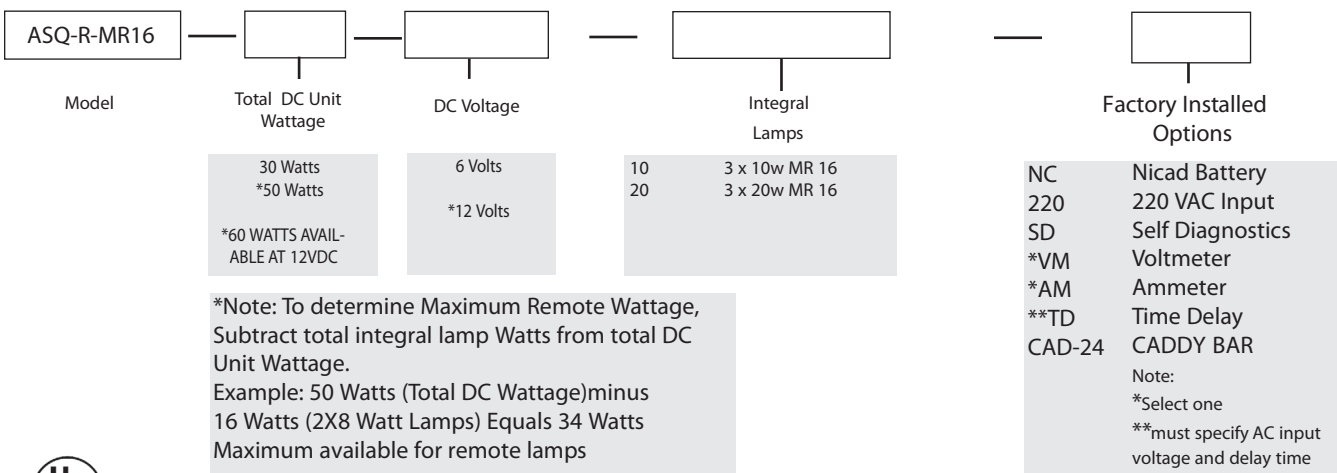 ASQ-R-MR16
Model
Total DC Unit
Wattage
30 Watts
*50 Watts
*60 WATTS AVAIL-
ABLE AT 12VDC
DC Voltage
6 Volts
*12 Volts
Integral
Lamps
10 3 x 10w MR 16
20 3 x 20w MR 16
*Note: To determine Maximum Remote Wattage,
Subtract total integral lamp Watts from total DC
Unit Wattage.
Example: 50 Watts (Total DC Wattage)minus
16 Watts (2X8 Watt Lamps) Equals 34 Watts
Maximum available for remote lamps
Factory Installed
Options
NC Nicad Battery
220 220 VAC Input
SD Self Diagnostics
*VM Voltmeter
*AM Ammeter
**TD Time Delay
CAD-24 CADDY BAR
Note:
*Select one
**must specify AC input
voltage and delay time